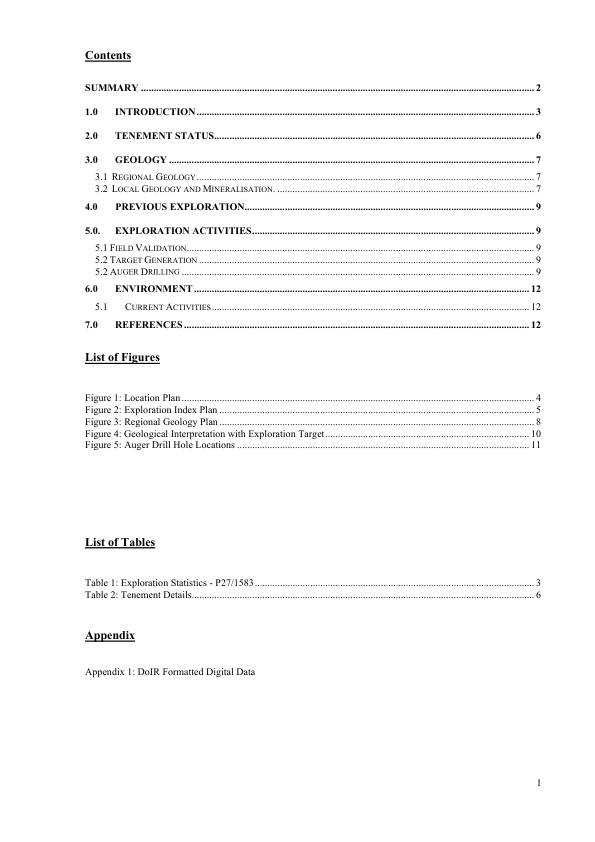 Contents
SUMMARY ........ 2
1.0 INTRODUCTION ........ 3
2.0 TENEMENT STATUS ........ 6
3.0 GEOLOGY ........ 7
3.1 REGIONAL GEOLOGY ........ 7
3.2 LOCAL GEOLOGY AND MINERALISATION. ........ 7
4.0 PREVIOUS EXPLORATION ........ 9
5.0. EXPLORATION ACTIVITIES ........ 9
5.1 FIELD VALIDATION ........ 9
5.2 TARGET GENERATION ........ 9
5.2 AUGER DRILLING ........ 9
6.0 ENVIRONMENT ........ 12
5.1 CURRENT ACTIVITIES ........ 12
7.0 REFERENCES ........ 12
List of Figures
Figure 1: Location Plan ........ 4
Figure 2: Exploration Index Plan ........ 5
Figure 3: Regional Geology Plan ........ 8
Figure 4: Geological Interpretation with Exploration Target ........ 10
Figure 5: Auger Drill Hole Locations ........ 11
List of Tables
Table 1: Exploration Statistics - P27/1583 ........ 3
Table 2: Tenement Details ........ 6
Appendix
Appendix 1: DoIR Formatted Digital Data
1